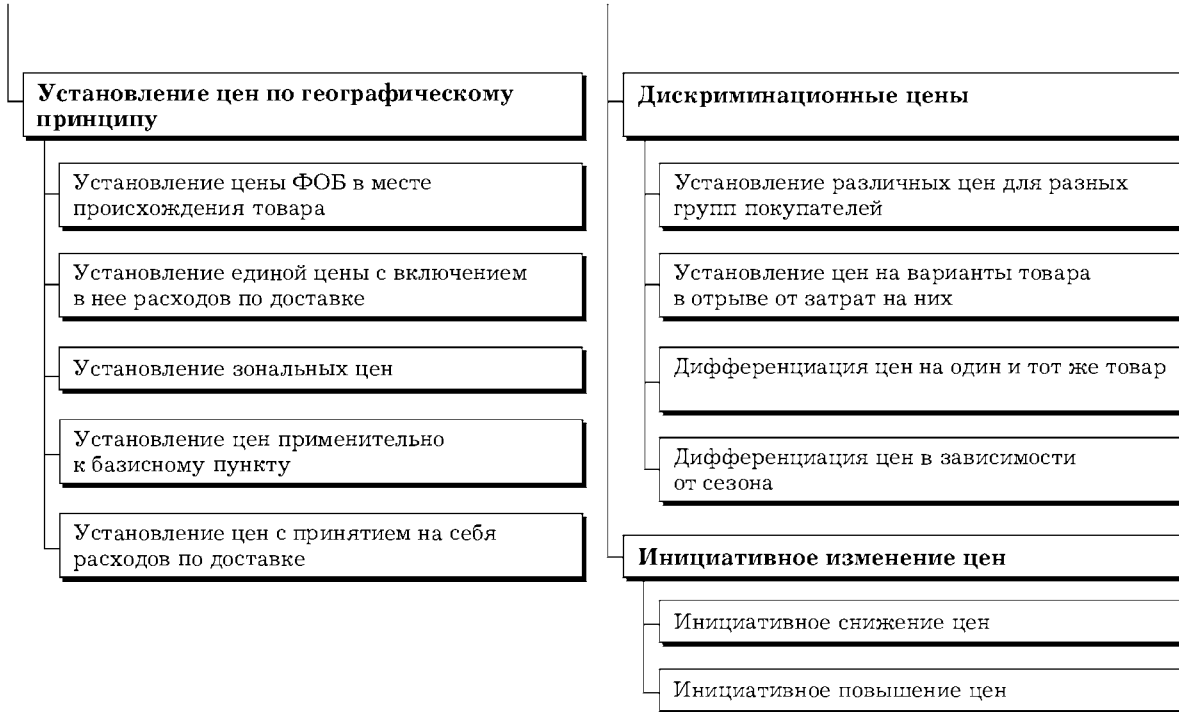 Установление цен по географическому
принципу
Установление цены ФОБ в месте
происхождения товара
Установление единой цены с включением
в нее расходов по доставке
Установление зональных цен
Установление цен применительно
к базисному пункту
Установление цен с принятием на себя
расходов по доставке
Дискриминационные цены
Установление различных цен для разных
групп покупателей
Установление цен на варианты товара
в отрыве от затрат на них
Дифференциация цен на один и тот же товар
Дифференциация цен в зависимости
от сезона
Инициативное изменение цен
Инициативное снижение цен
Инициативное повышение цен